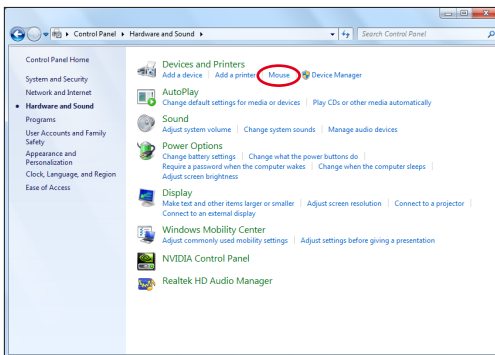 Control Panel Hardware and Sound Search Control Panel
Control Panel Home
System and Security
Network and Internet
Hardware and Sound
Programs
User Accounts and Family
Safety
Appearance and
Personalization
Clock, Language, and Region
Ease of Access
Devices and Printers
Add a device Add a printer Mouse Device Manager
AutoPlay
Change default settings for media or devices Play CDs or other media automatically
Sound
Adjust system volume Change system sounds Manage audio devices
Power Options
Change battery settings Change what the power buttons do
Require a password when the computer wakes Change when the computer sleeps
Adjust screen brightness
Display
Make text and other items larger or smaller Adjust screen resolution Connect to a projector
Connect to an external display
Windows Mobility Center
Adjust commonly used mobility settings Adjust settings before giving a presentation
NVIDIA Control Panel
Realtek HD Audio Manager